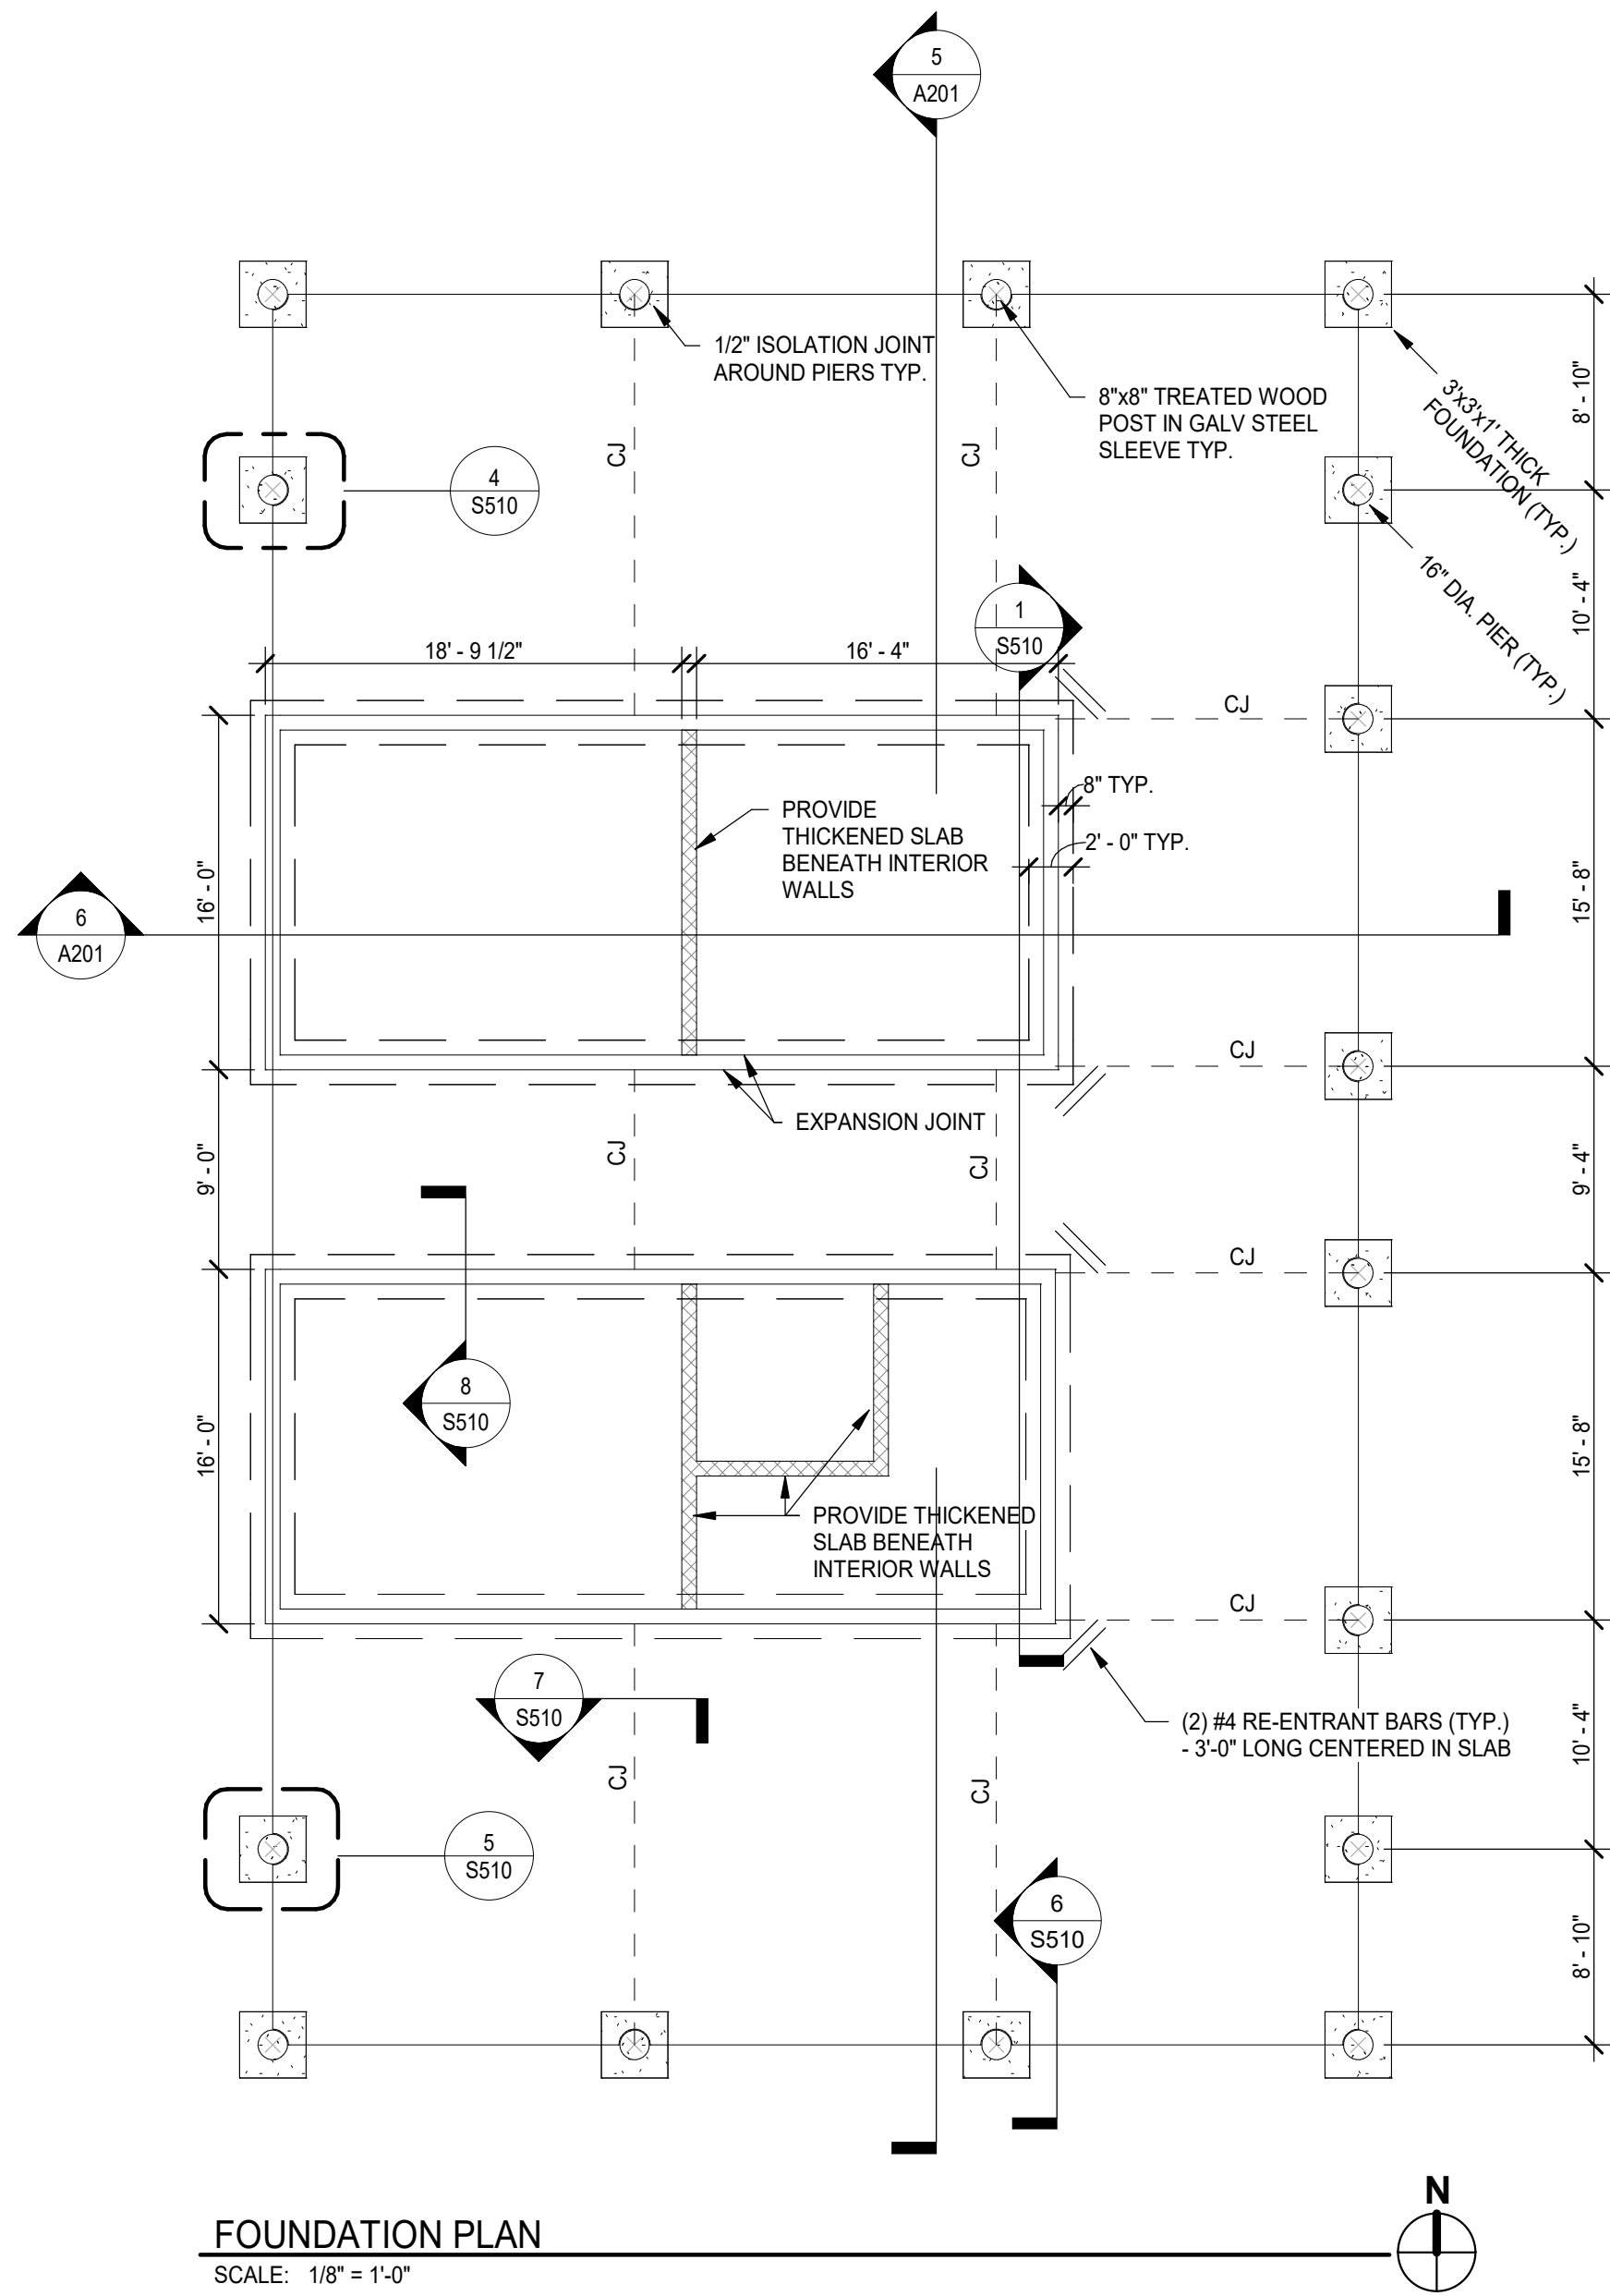 5
A201
1/2" ISOLATION JOINT
AROUND PIERS TYP.
8"x8" TREATED WOOD
POST IN GALV STEEL
SLEEVE TYP.
3'x3'x1' THICK
FOUNDATION (TYP.)
8' - 10"
CJ
CJ
4
S510
16" DIA. PIER (TYP.)
10' - 4"
1
S510
18' - 9 1/2"
16' - 4"
CJ
8" TYP.
PROVIDE
THICKENED SLAB
BENEATH INTERIOR
WALLS
2' - 0" TYP.
16' - 0"
15' - 8"
6
A201
CJ
EXPANSION JOINT
9' - 0"
CJ
CJ
9' - 4"
CJ
8
S510
16' - 0"
15' - 8"
PROVIDE THICKENED
SLAB BENEATH
INTERIOR WALLS
CJ
7
S510
(2) #4 RE-ENTRANT BARS (TYP.)
- 3'-0" LONG CENTERED IN SLAB
10' - 4"
CJ
CJ
5
S510
6
S510
8' - 10"
N
FOUNDATION PLAN
SCALE: 1/8" = 1'-0"